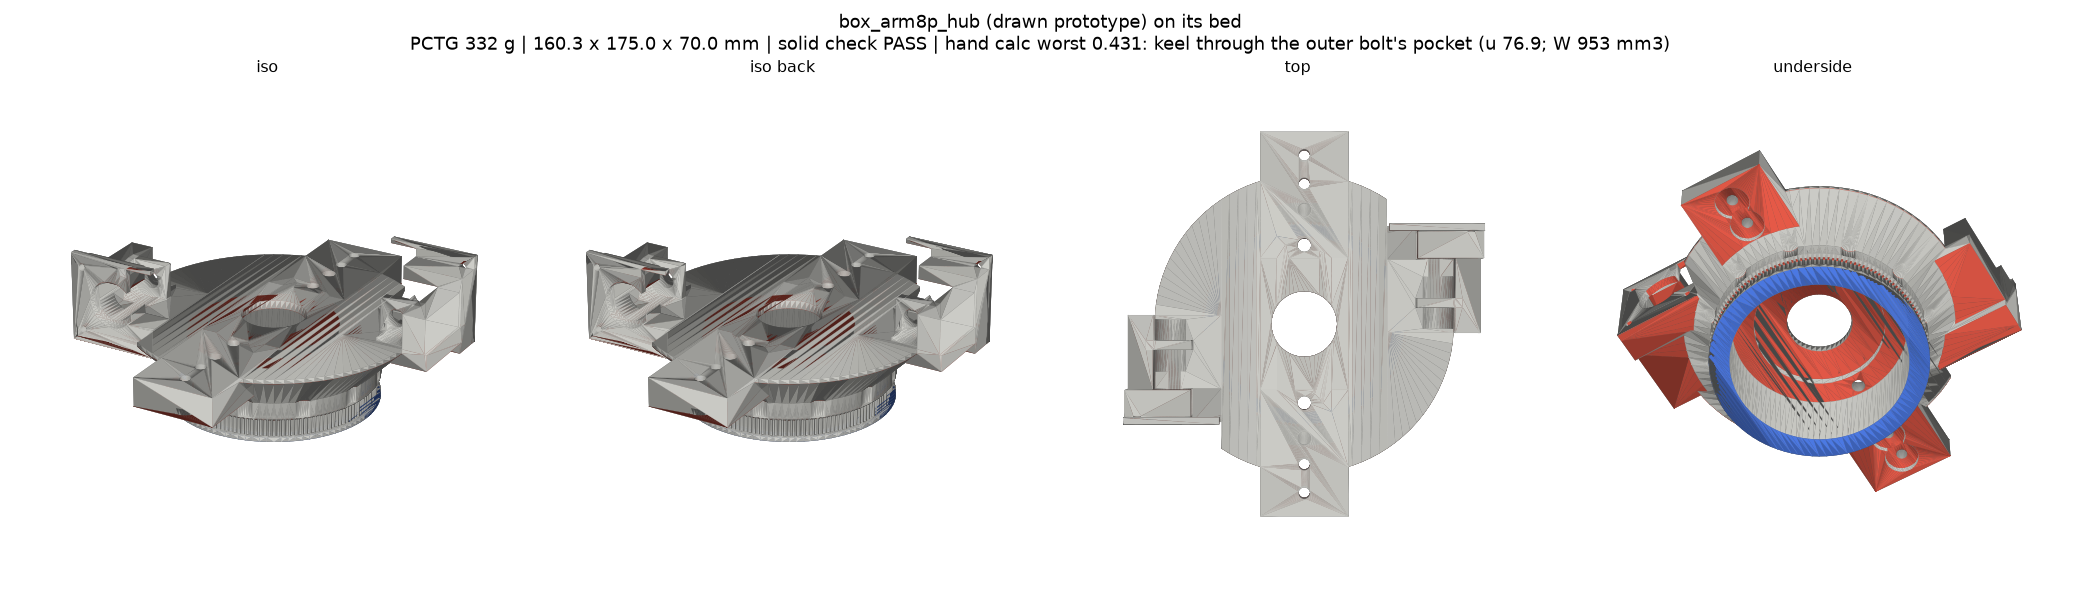 box_arm8p_hub (drawn prototype) on its bed
PCTG 332 g | 160.3 x 175.0 x 70.0 mm | solid check PASS | hand calc worst 0.431: keel through the outer bolt's pocket (u 76.9; W 953 mm3)
iso
iso back
top
underside